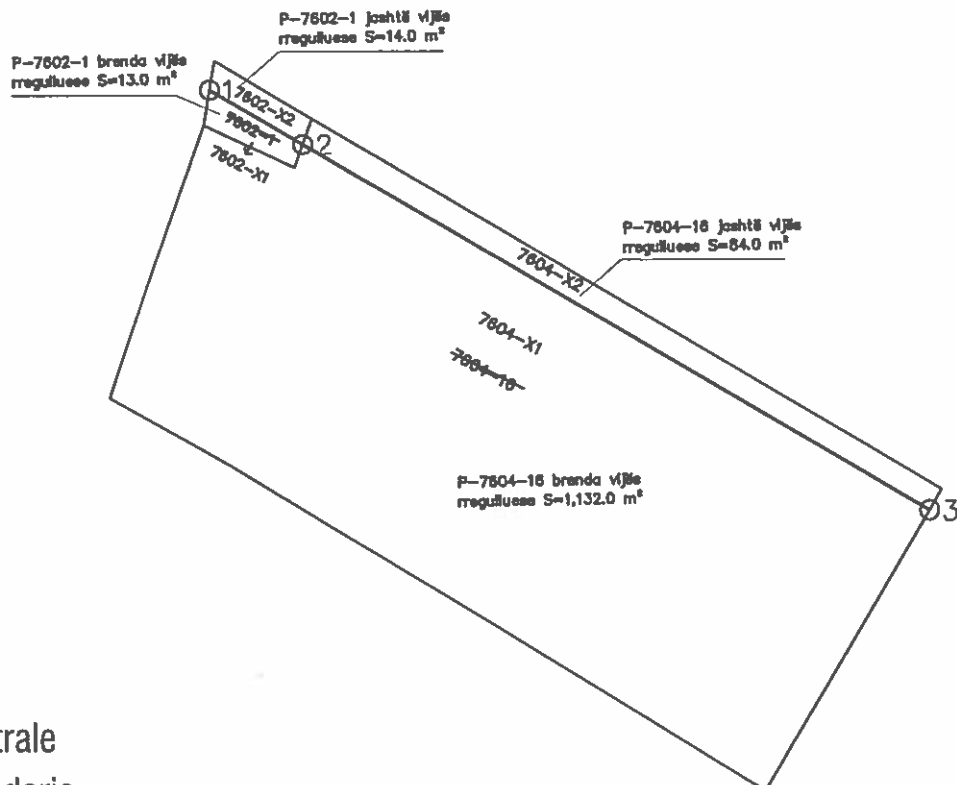 P-7602-1 jashtë vijës
rregulluese S=14.0 m²
P-7602-1 brenda vijës
rregulluese S=13.0 m²
1
7602-X2
7602-1
2
7602-X1
P-7604-16 jashtë vijës
rregulluese S=64.0 m²
7604-X2
7604-X1
7604-16
P-7604-16 brenda vijës
rregulluese S=1,132.0 m²
3
trale